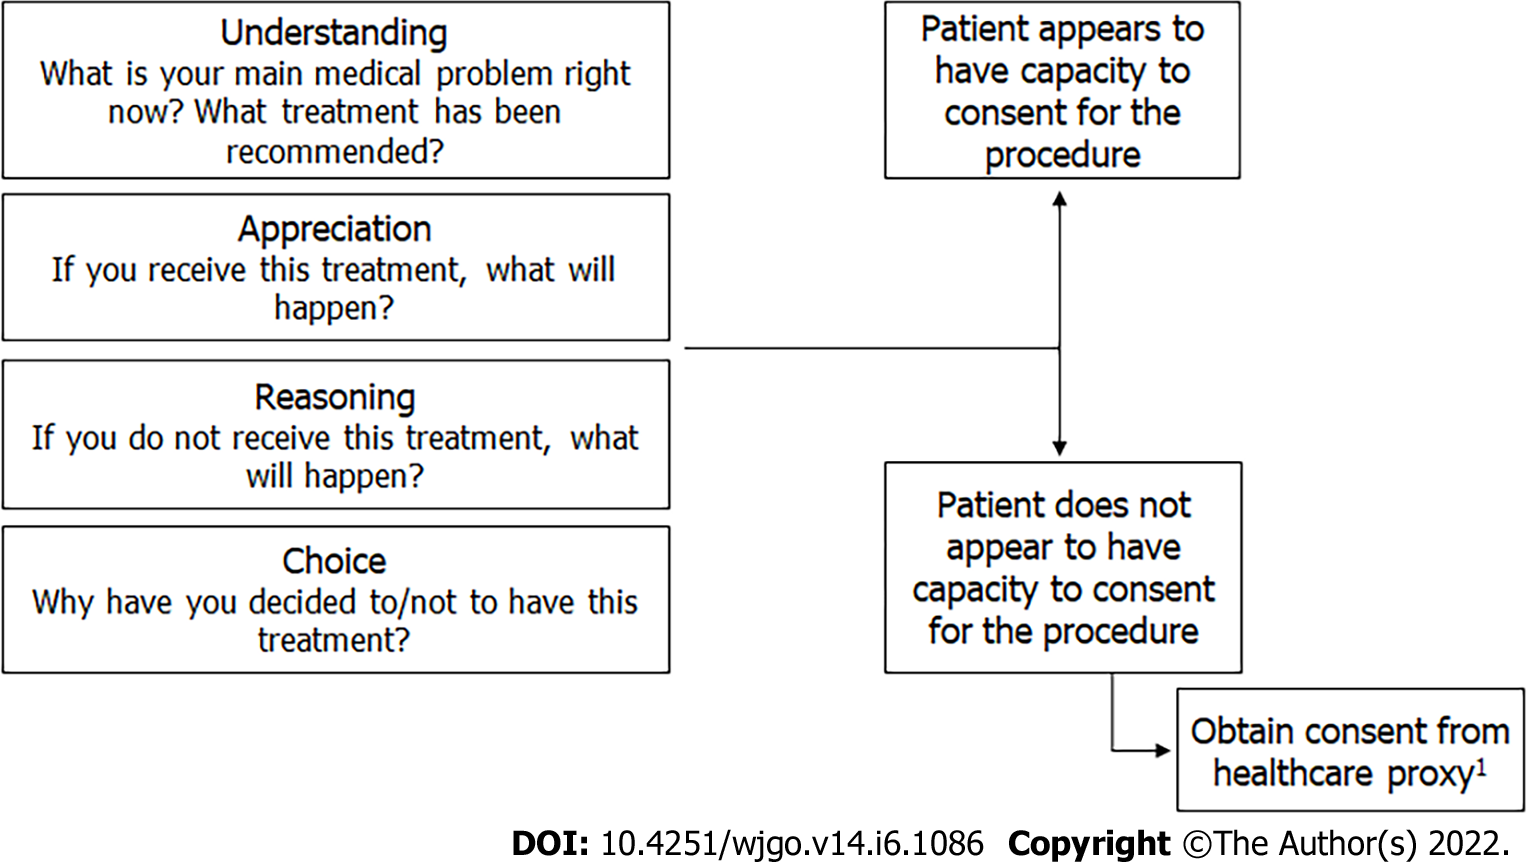 Understanding
What is your main medical problem right
now? What treatment has been
recommended?
Appreciation
If you receive this treatment, what will
happen?
Reasoning
If you do not receive this treatment, what
will happen?
Choice
Why have you decided to/not to have this
treatment?
Patient appears to
have capacity to
consent for the
procedure
Patient does not
appear to have
capacity to consent
for the procedure
Obtain consent from
healthcare proxy¹
DOI: 10.4251/wjgo.v14.i6.1086 Copyright ©The Author(s) 2022.